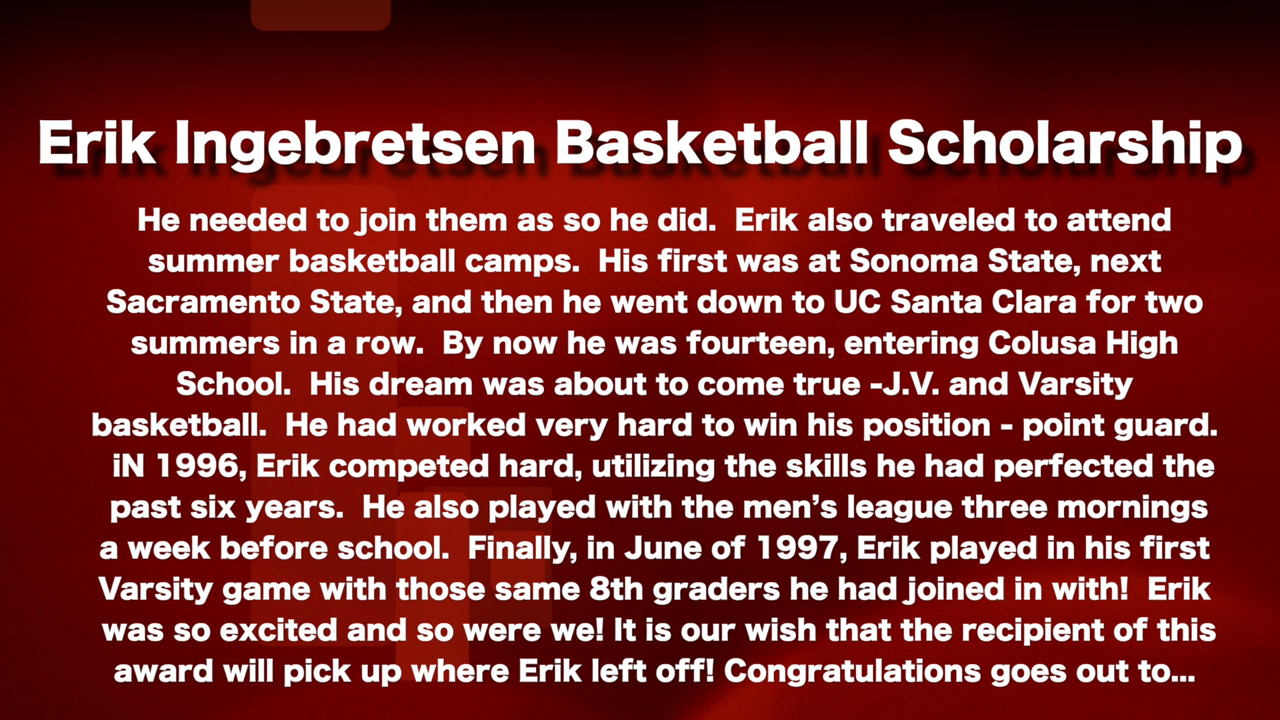 Erik Ingebretsen Basketball Scholarship
He needed to join them as so he did.  Erik also traveled to attend
summer basketball camps.  His first was at Sonoma State, next
Sacramento State, and then he went down to UC Santa Clara for two
summers in a row.  By now he was fourteen, entering Colusa High
School.  His dream was about to come true -J.V. and Varsity
basketball.  He had worked very hard to win his position - point guard.
iN 1996, Erik competed hard, utilizing the skills he had perfected the
past six years.  He also played with the men’s league three mornings
a week before school.  Finally, in June of 1997, Erik played in his first
Varsity game with those same 8th graders he had joined in with!  Erik
was so excited and so were we! It is our wish that the recipient of this
award will pick up where Erik left off! Congratulations goes out to...